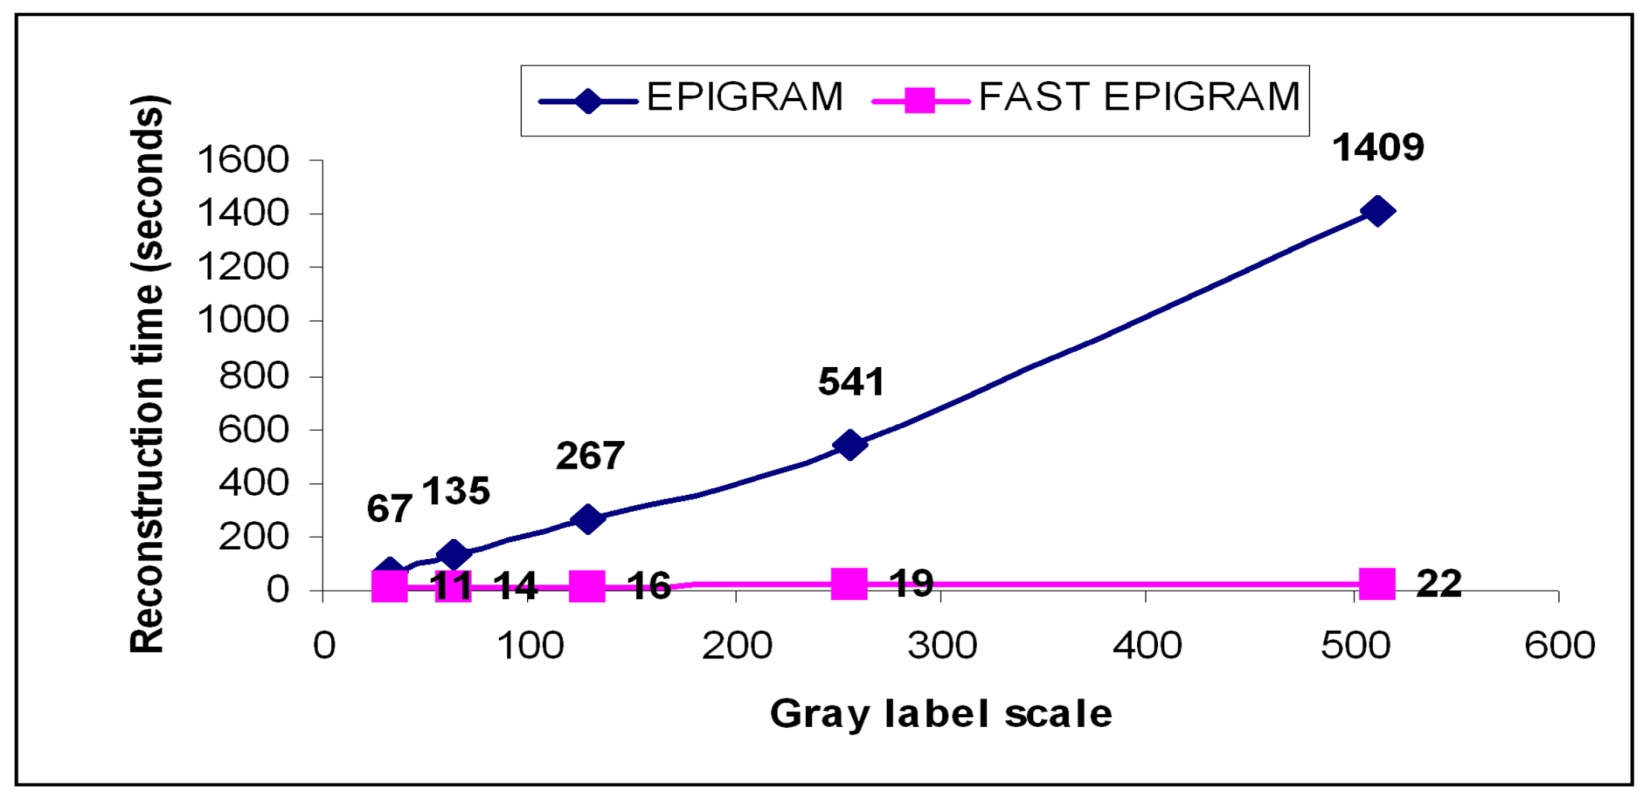 EPIGRAM FAST EPIGRAM
Reconstruction time (seconds)
1600
1400
1200
1000
800
600
400
200
0
1409
541
267
135
67
11 14 16 19 22
0 100 200 300 400 500 600
Gray label scale